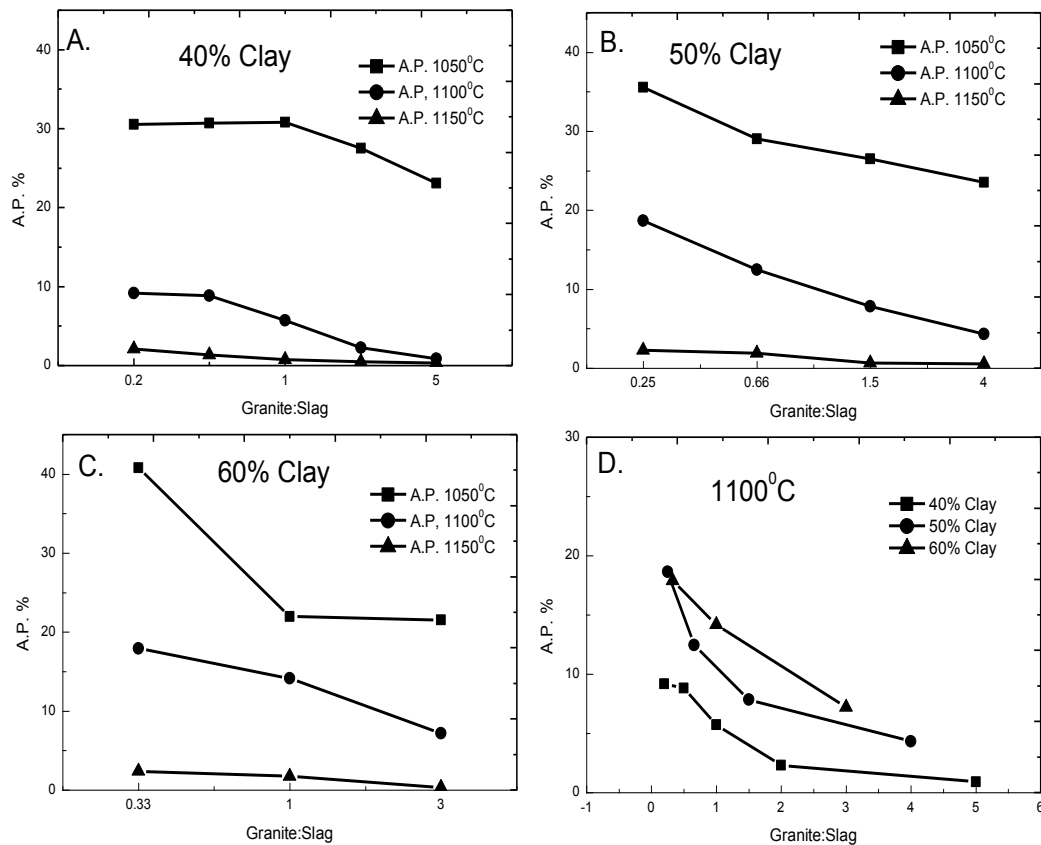 A.
40% Clay
A.P. 1050⁰C
A.P, 1100⁰C
A.P. 1150⁰C
40
30
20
10
0
A.P. %
0.2
1
5
Granite:Slag
B.
50% Clay
A.P. 1050⁰C
A.P. 1100⁰C
A.P. 1150⁰C
40
30
20
10
0
A.P. %
0.25
0.66
1.5
4
Granite:Slag
C.
60% Clay
A.P. 1050⁰C
A.P, 1100⁰C
A.P. 1150⁰C
40
30
20
10
0
A.P. %
0.33
1
3
Granite:Slag
D.
1100⁰C
40% Clay
50% Clay
60% Clay
30
20
10
0
A.P. %
-1
0
1
2
3
4
5
6
Granite:Slag